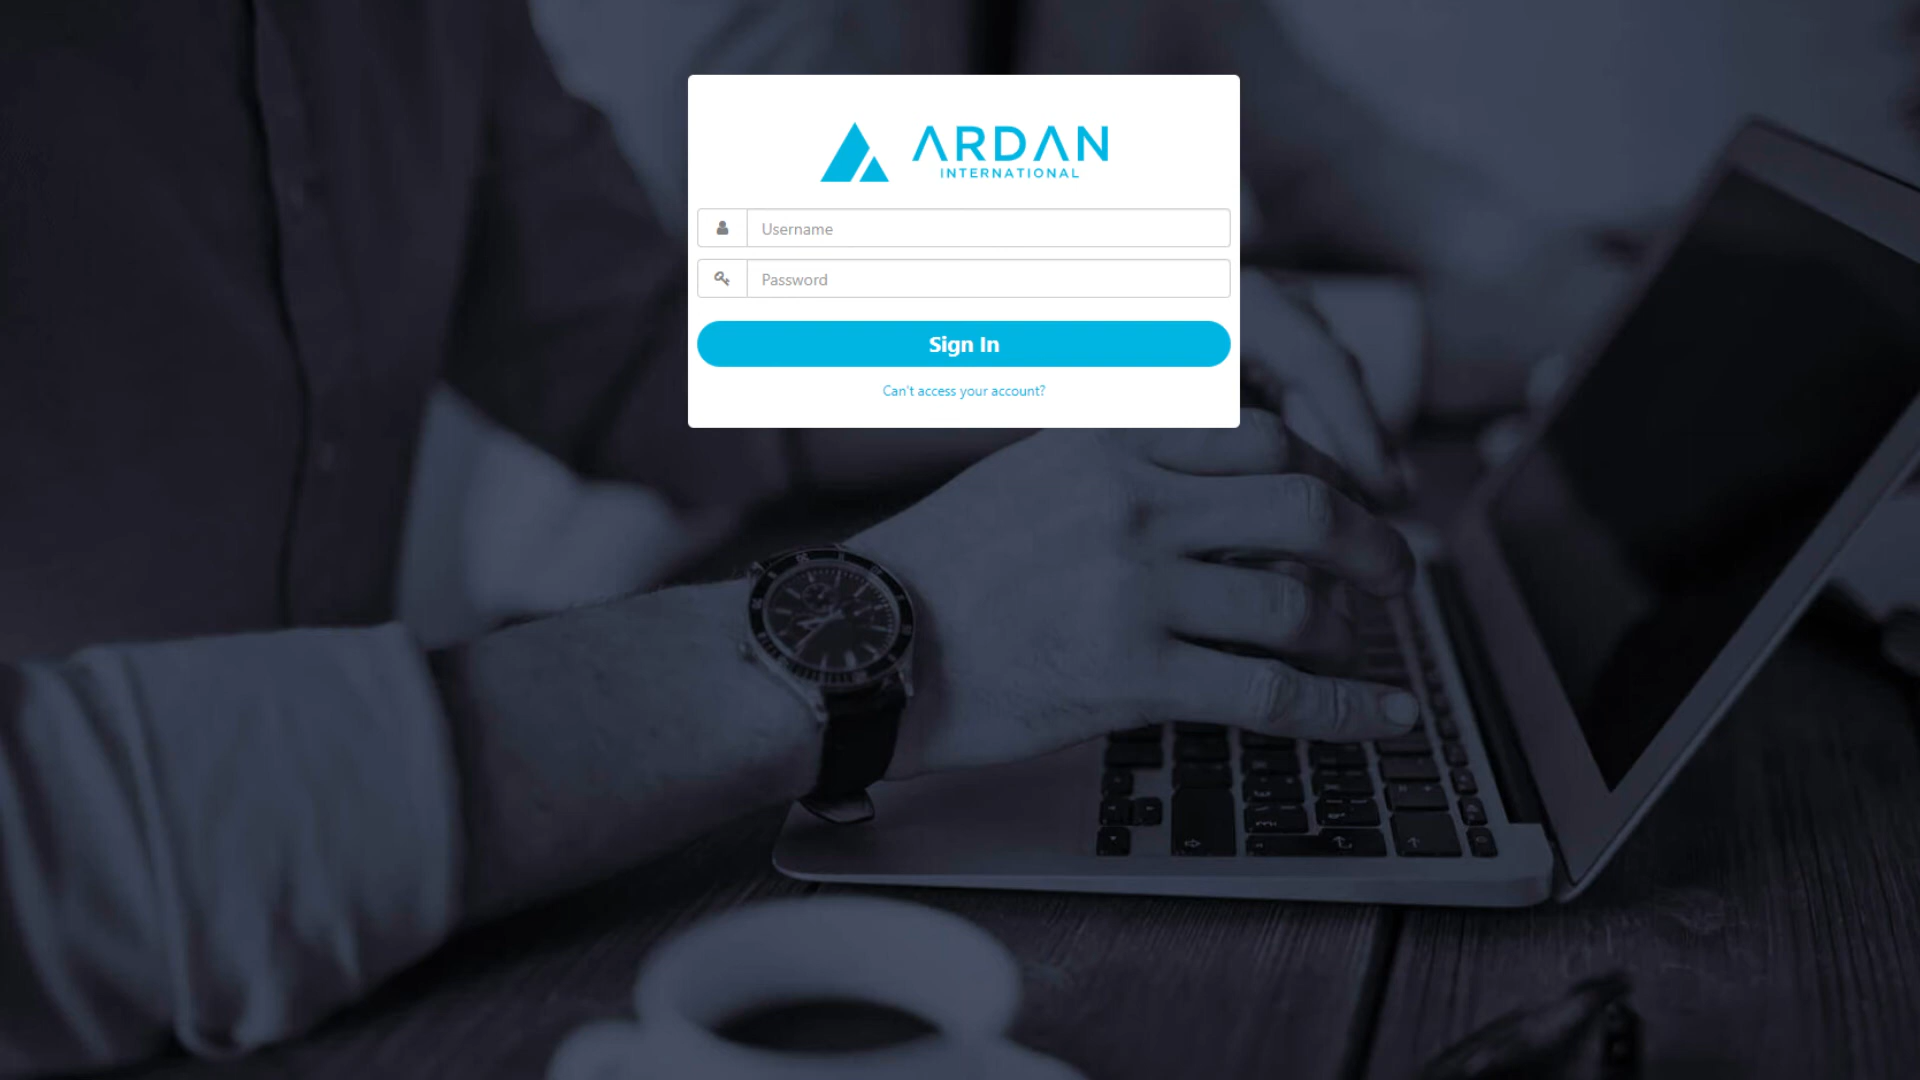 ARDAN
INTERNATIONAL
Username
Password
Sign In
Can't access your account?